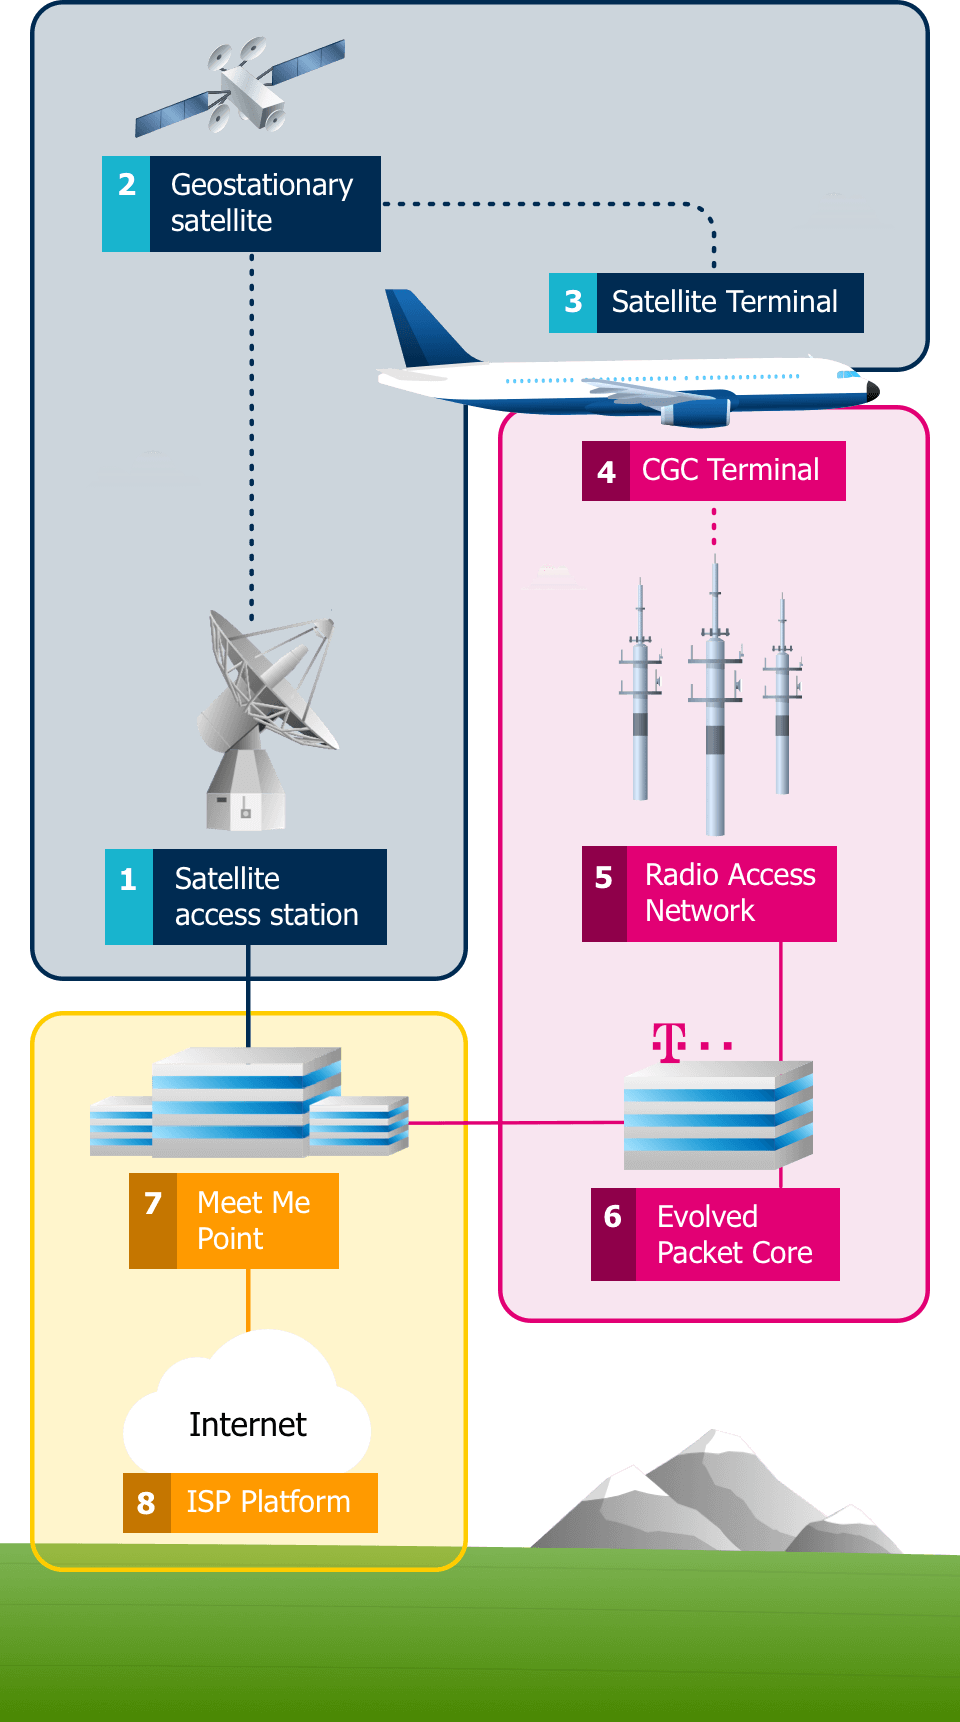 2
Geostationary
satellite
3
Satellite Terminal
4
CGC Terminal
1
Satellite
access station
5
Radio Access
Network
T
6
Evolved
Packet Core
7
Meet Me
Point
Internet
8
ISP Platform